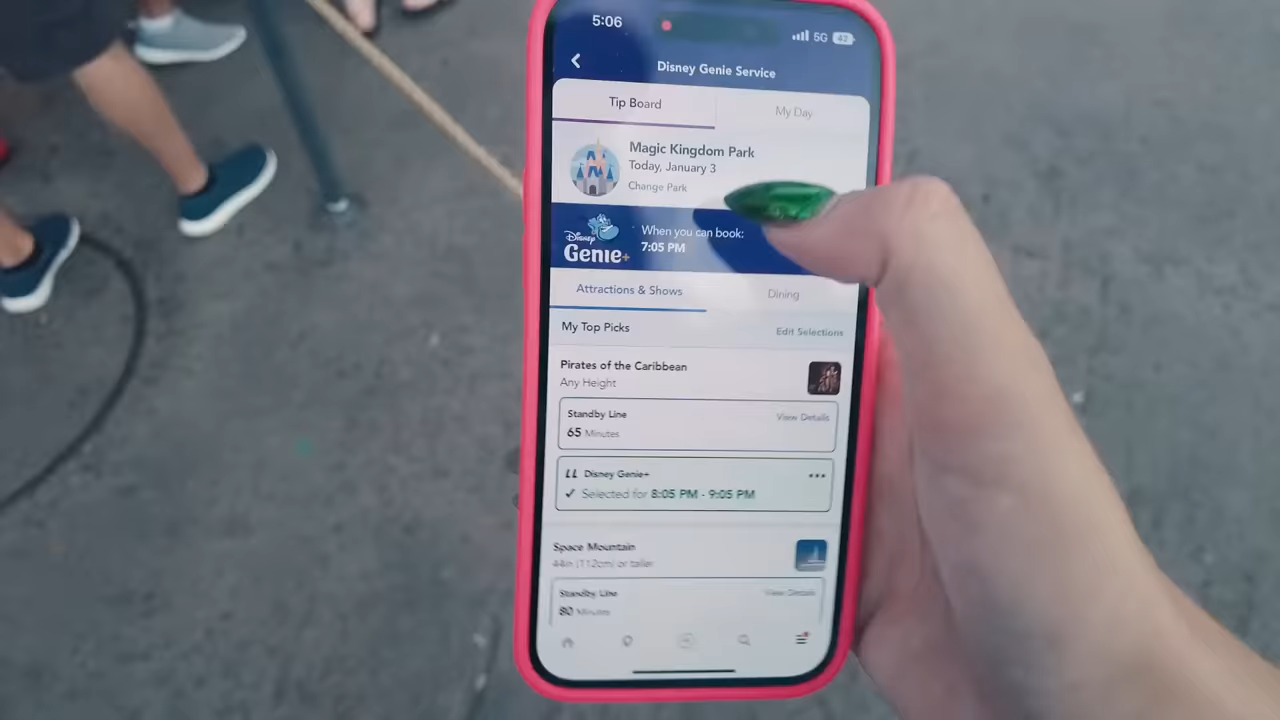 5:06
5G 42
Disney Genie Service
Tip Board
My Day
Magic Kingdom Park
Today, January 3
Change Park
Disney Genie+
When you can book:
7:05 PM
Attractions & Shows
Dining
My Top Picks
Edit Selections
Pirates of the Caribbean
Any Height
Standby Line
View Details
65 Minutes
LL Disney Genie+
Selected for 8:05 PM - 9:05 PM
Space Mountain
44in (112cm) or taller
Standby Line
View Details
80 Minutes